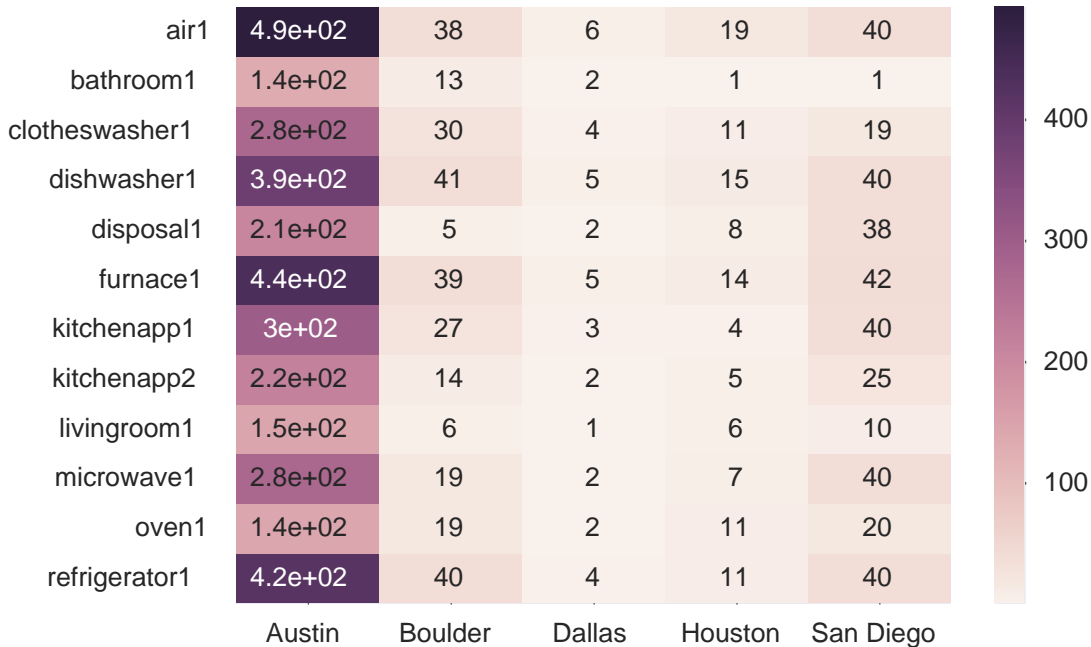 air1 4.9e+02 38 6 19 40
bathroom1 1.4e+02 13 2 1 1
clotheswasher1 2.8e+02 30 4 11 19
dishwasher1 3.9e+02 41 5 15 40
disposal1 2.1e+02 5 2 8 38
furnace1 4.4e+02 39 5 14 42
kitchenapp1 3e+02 27 3 4 40
kitchenapp2 2.2e+02 14 2 5 25
livingroom1 1.5e+02 6 1 6 10
microwave1 2.8e+02 19 2 7 40
oven1 1.4e+02 19 2 11 20
refrigerator1 4.2e+02 40 4 11 40
Austin Boulder Dallas Houston San Diego
400
300
200
100